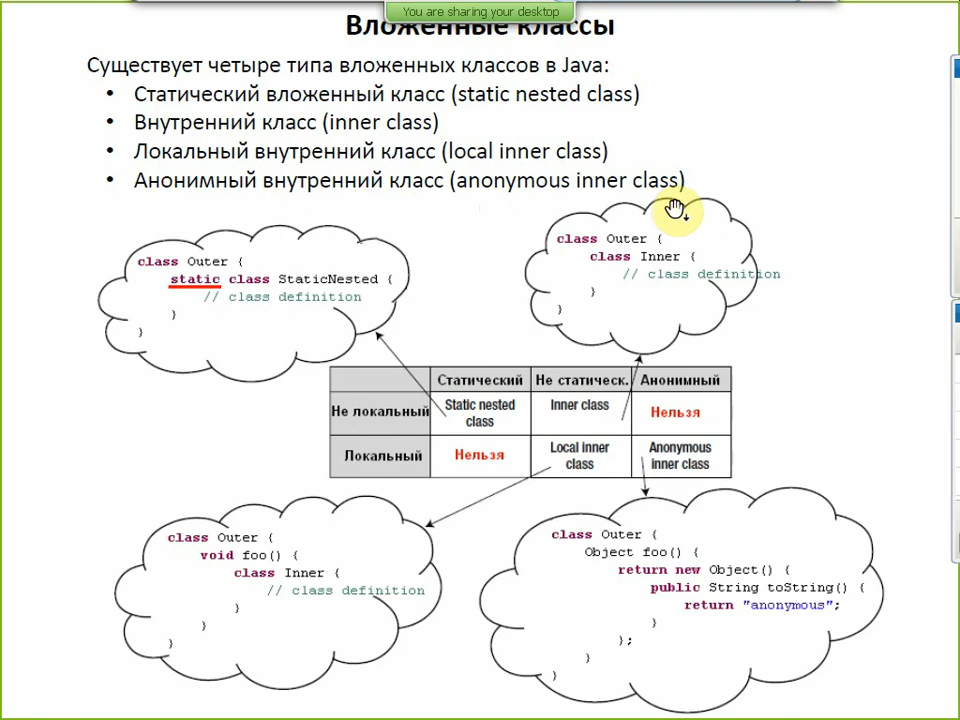 You are sharing your desktop
Вложенные классы
Существует четыре типа вложенных классов в Java:
• Статический вложенный класс (static nested class)
• Внутренний класс (inner class)
• Локальный внутренний класс (local inner class)
• Анонимный внутренний класс (anonymous inner class)
class Outer {
static class StaticNested {
// class definition
}
}
class Outer {
class Inner {
// class definition
}
}
Статический Не статическ. Анонимный
Не локальный Static nested class Inner class Нельзя
Локальный Нельзя Local inner class Anonymous inner class
class Outer {
void foo() {
class Inner {
// class definition
}
}
}
class Outer {
Object foo() {
return new Object() {
public String toString() {
return "anonymous";
}
};
}
}